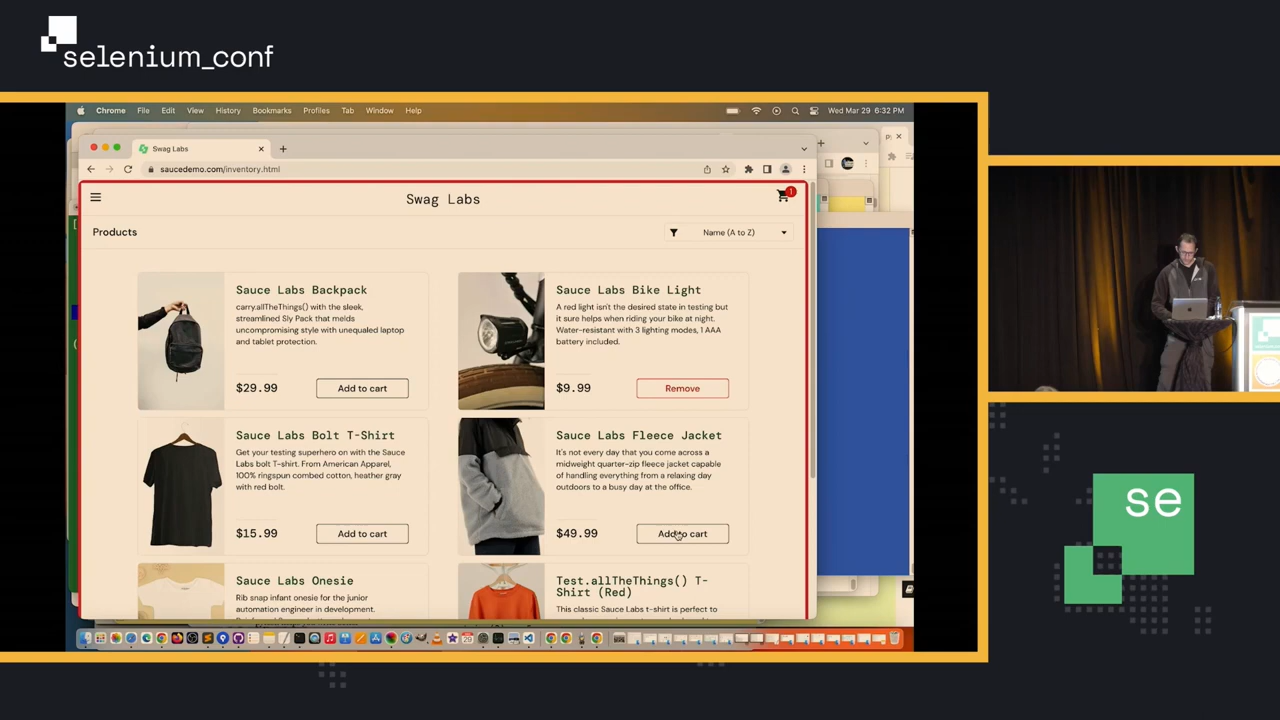 selenium_conf
Chrome File Edit View History Bookmarks Profiles Tab Window Help
Wed Mar 29 6:32 PM
Swag Labs
saucedemo.com/inventory.html
Swag Labs
1
Products
Name (A to Z)
Sauce Labs Backpack
carry.allTheThings() with the sleek,
streamlined Sly Pack that melds
uncompromising style with unequaled laptop
and tablet protection.
$29.99
Add to cart
Sauce Labs Bike Light
A red light isn't the desired state in testing but
it sure helps when riding your bike at night.
Water-resistant with 3 lighting modes, 1 AAA
battery included.
$9.99
Remove
Sauce Labs Bolt T-Shirt
Get your testing superhero on with the Sauce
Labs bolt T-shirt. From American Apparel,
100% ringspun combed cotton, heather gray
with red bolt.
$15.99
Add to cart
Sauce Labs Fleece Jacket
It's not every day that you come across a
midweight quarter-zip fleece jacket capable
of handling everything from a relaxing day
outdoors to a busy day at the office.
$49.99
Add to cart
Sauce Labs Onesie
Rib snap infant onesie for the junior
automation engineer in development.
Test.allTheThings() T-
Shirt (Red)
This classic Sauce Labs t-shirt is perfect to
se